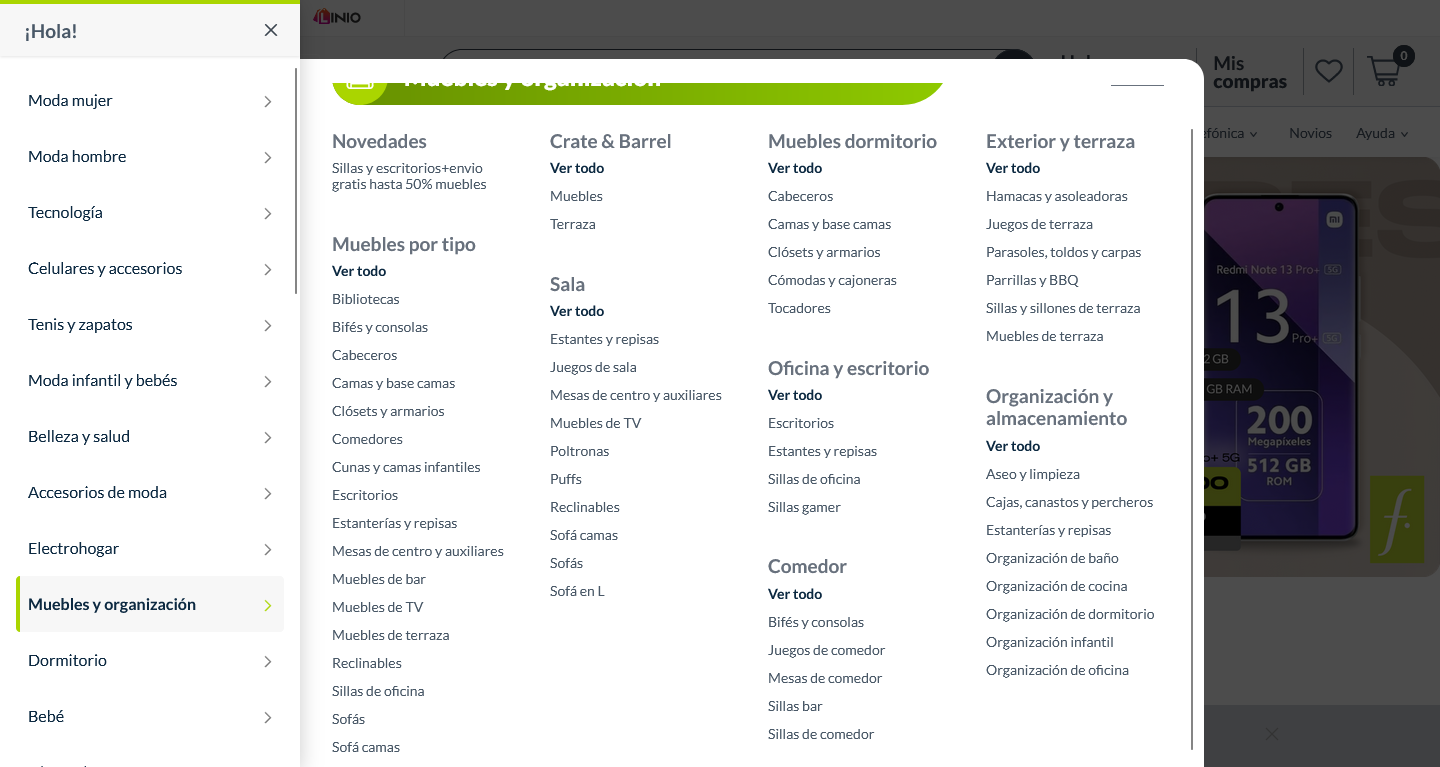 ¡Hola!
Moda mujer
Moda hombre
Tecnología
Celulares y accesorios
Tenis y zapatos
Moda infantil y bebés
Belleza y salud
Accesorios de moda
Electrohogar
Muebles y organización
Dormitorio
Bebé
LINIO
Mis
compras
0
Novios
Ayuda
Muebles y organización
Novedades
Sillas y escritorios+envio
gratis hasta 50% muebles
Muebles por tipo
Ver todo
Bibliotecas
Bifés y consolas
Cabeceros
Camas y base camas
Clósets y armarios
Comedores
Cunas y camas infantiles
Escritorios
Estanterías y repisas
Mesas de centro y auxiliares
Muebles de bar
Muebles de TV
Muebles de terraza
Reclinables
Sillas de oficina
Sofás
Sofá camas
Crate & Barrel
Ver todo
Muebles
Terraza
Sala
Ver todo
Estantes y repisas
Juegos de sala
Mesas de centro y auxiliares
Muebles de TV
Poltronas
Puffs
Reclinables
Sofá camas
Sofás
Sofá en L
Muebles dormitorio
Ver todo
Cabeceros
Camas y base camas
Clósets y armarios
Cómodas y cajoneras
Tocadores
Oficina y escritorio
Ver todo
Escritorios
Estantes y repisas
Sillas de oficina
Sillas gamer
Comedor
Ver todo
Bifés y consolas
Juegos de comedor
Mesas de comedor
Sillas bar
Sillas de comedor
Exterior y terraza
Ver todo
Hamacas y asoleadoras
Juegos de terraza
Parasoles, toldos y carpas
Parrillas y BBQ
Sillas y sillones de terraza
Muebles de terraza
Organización y
almacenamiento
Ver todo
Aseo y limpieza
Cajas, canastos y percheros
Estanterías y repisas
Organización de baño
Organización de cocina
Organización de dormitorio
Organización infantil
Organización de oficina
Redmi Note 13 Pro+ 5G
13 Pro+ 5G
GB
GB RAM
200
Megapíxeles
512 GB
ROM
5G
f.